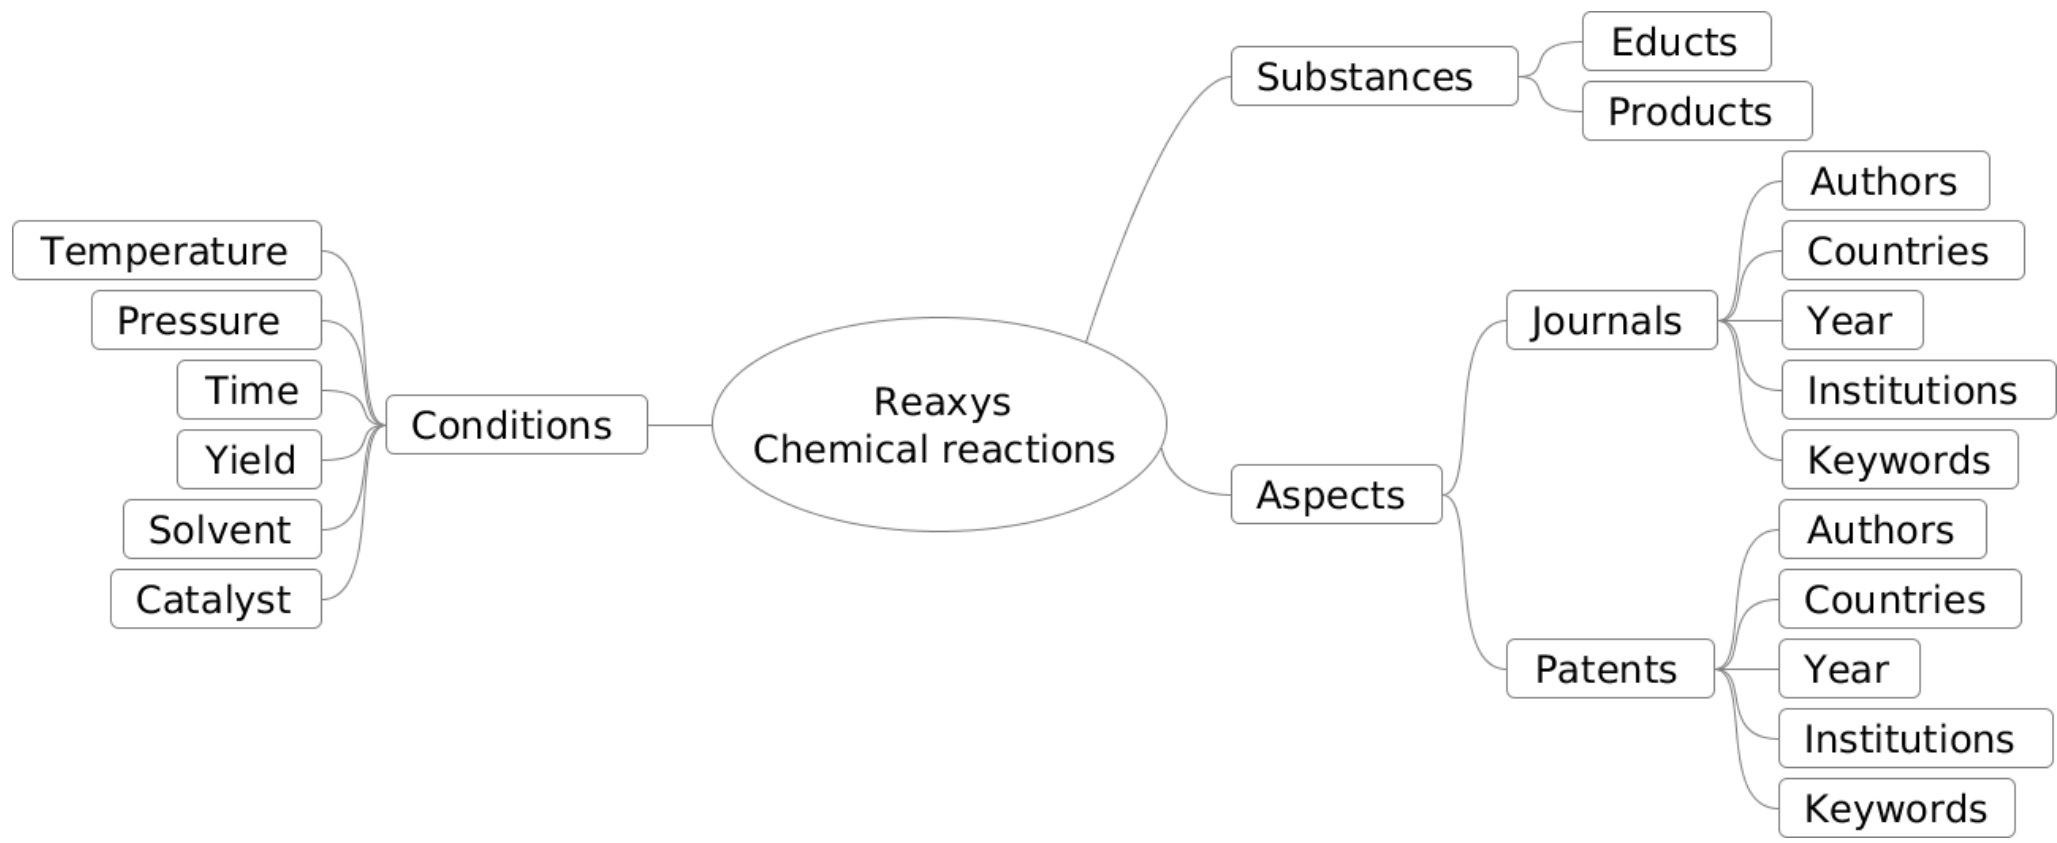 Educts
Substances
Products
Authors
Temperature
Countries
Pressure
Journals
Year
Time
Institutions
Reaxys
Chemical reactions
Conditions
Yield
Keywords
Aspects
Solvent
Authors
Catalyst
Countries
Patents
Year
Institutions
Keywords